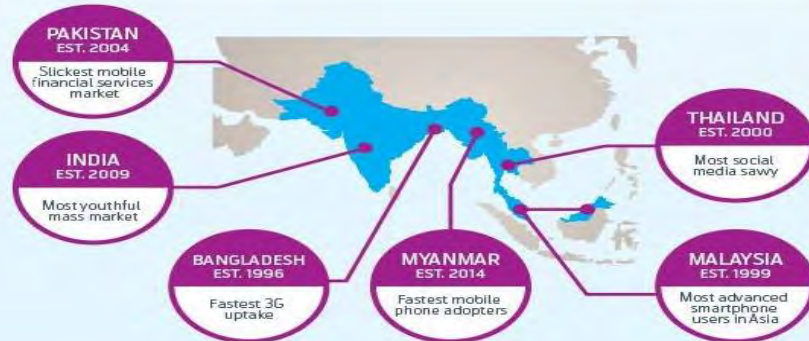 PAKISTAN
EST. 2004
Slickest mobile
financial services
market
INDIA
EST. 2009
Most youthful
mass market
BANGLADESH
EST. 1996
Fastest 3G
uptake
MYANMAR
EST. 2014
Fastest mobile
phone adopters
THAILAND
EST. 2000
Most social
media savvy
MALAYSIA
EST. 1999
Most advanced
smartphone
users in Asia